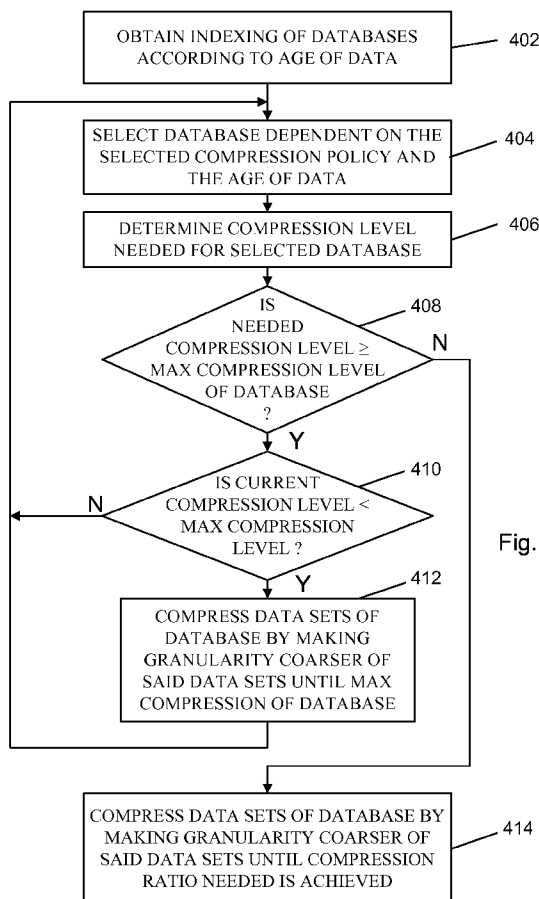 OBTAIN INDEXING OF DATABASES
ACCORDING TO AGE OF DATA
402
SELECT DATABASE DEPENDENT ON THE
SELECTED COMPRESSION POLICY AND
THE AGE OF DATA
404
DETERMINE COMPRESSION LEVEL
NEEDED FOR SELECTED DATABASE
406
IS
NEEDED
COMPRESSION LEVEL ≥
MAX COMPRESSION LEVEL
OF DATABASE
?
408
N
Y
IS CURRENT
COMPRESSION LEVEL <
MAX COMPRESSION
LEVEL ?
410
N
Y
Fig.
412
COMPRESS DATA SETS OF
DATABASE BY MAKING
GRANULARITY COARSER OF
SAID DATA SETS UNTIL MAX
COMPRESSION OF DATABASE
COMPRESS DATA SETS OF DATABASE BY
MAKING GRANULARITY COARSER OF
SAID DATA SETS UNTIL COMPRESSION
RATIO NEEDED IS ACHIEVED
414